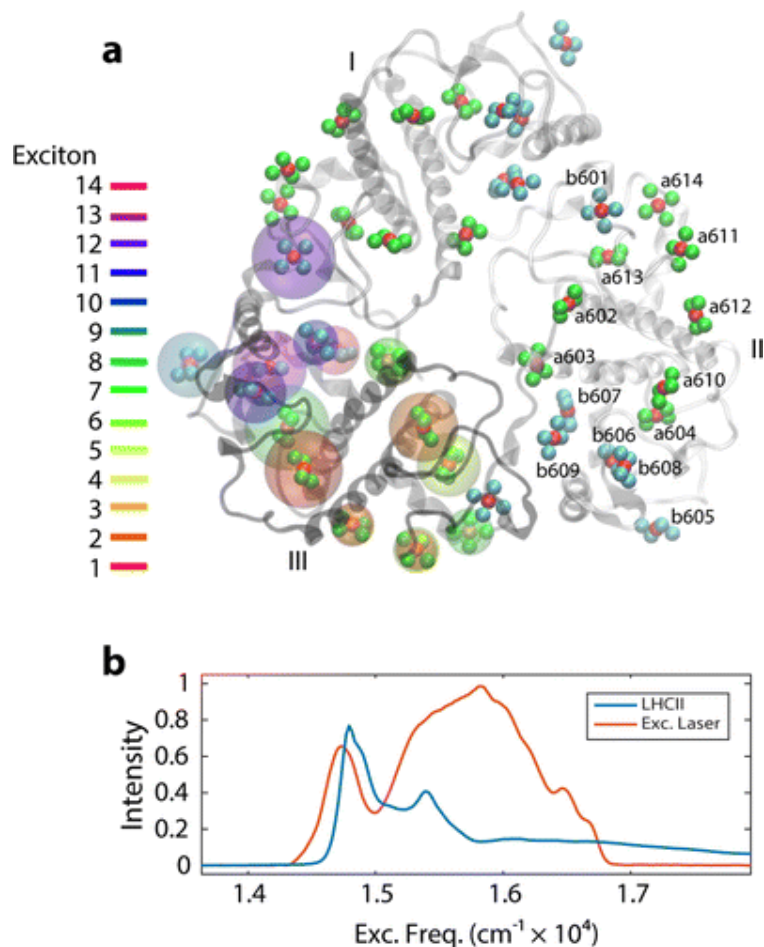 a
I
Exciton
14
13
12
11
10
9
8
7
6
5
4
3
2
1
b601
a614
a611
a613
a602
a612
a603
II
a610
b607
a604
b606
b609
b608
b605
III
b
Intensity
1
0.8
0.6
0.4
0.2
0
LHCII
Exc. Laser
1.4 1.5 1.6 1.7
Exc. Freq. (cm⁻¹ × 10⁴)